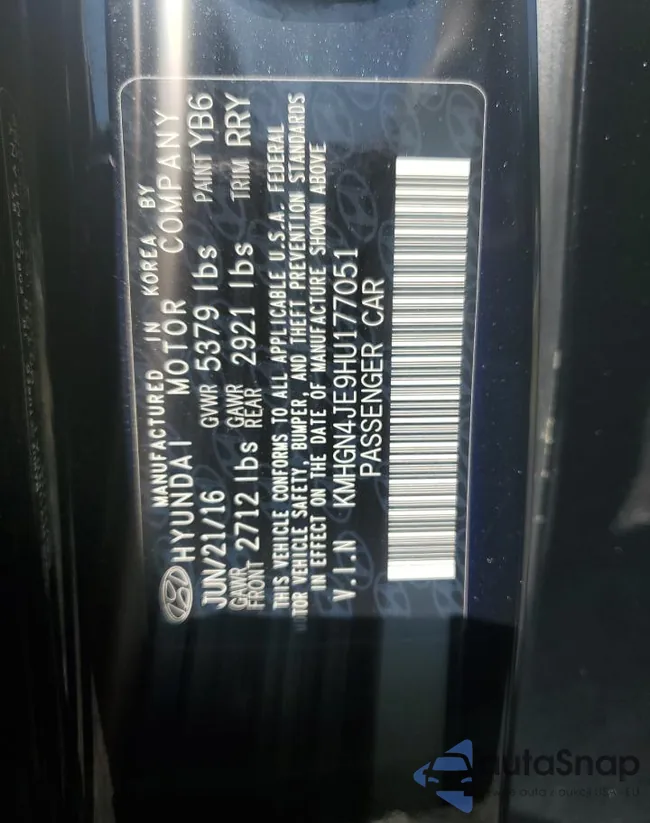 MANUFACTURED IN KOREA BY
HYUNDAI MOTOR COMPANY
JUN/21/16 GVWR 5379 lbs PAINT YB6
GAWR FRONT 2712 lbs GAWR REAR 2921 lbs TRIM RRY
THIS VEHICLE CONFORMS TO ALL APPLICABLE U.S.A. FEDERAL
MOTOR VEHICLE SAFETY, BUMPER, AND THEFT PREVENTION STANDARDS
IN EFFECT ON THE DATE OF MANUFACTURE SHOWN ABOVE
V.I.N KMHGN4JE9HU177051
PASSENGER CAR
autaSnap